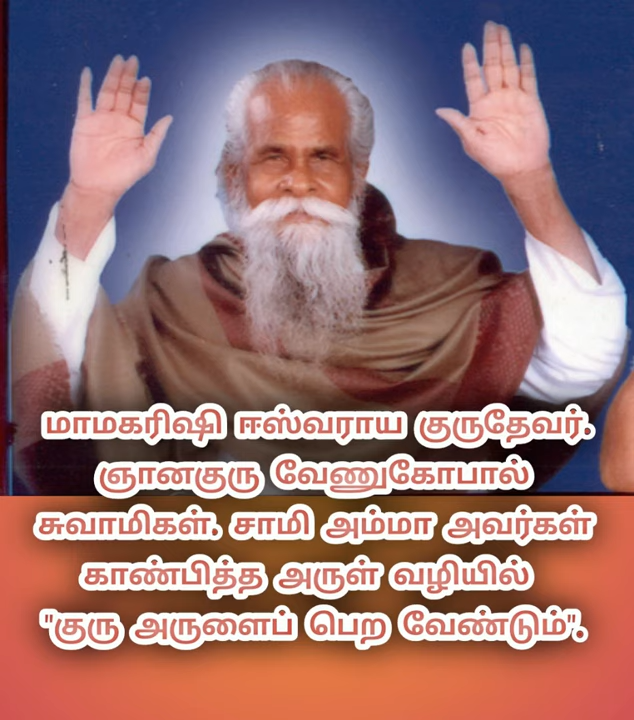 மாமகரிஷி ஈஸ்வராய குருதேவர்.
ஞானகுரு வேணுகோபால்
சுவாமிகள். சாமி அம்மா அவர்கள்
காண்பித்த அருள் வழியில்
"குரு அருளைப் பெற வேண்டும்".